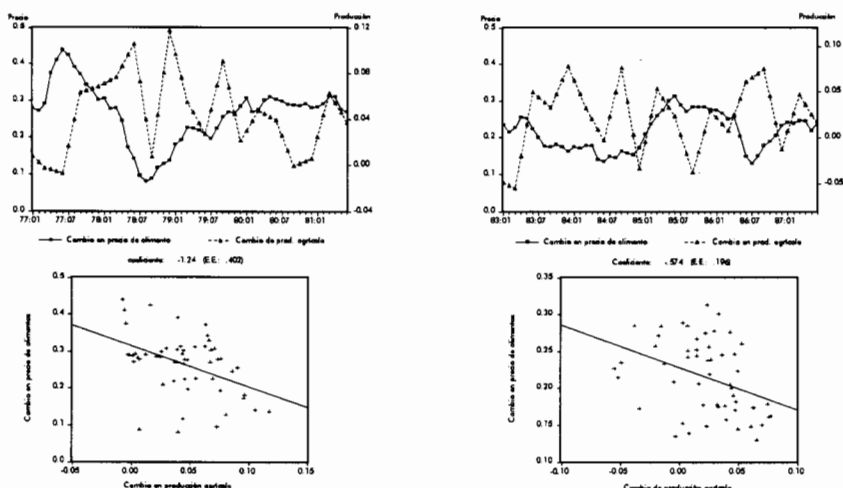 Precio
Producción
0.5
0.12
0.4
0.08
0.3
0.04
0.2
0.00
0.1
0.0
-0.04
77:01 77:07 78:01 78:07 79:01 79:07 80:01 80:07 81:01
Cambio en precio de alimento
Cambio de prod. agrícola
coeficiente: -1.24 (E.E.: .402)
Cambio en precio de alimentos
0.5
0.4
0.3
0.2
0.1
0.0
-0.05 0.00 0.05 0.10 0.15
Cambio en producción agrícola
Precio
Producción
0.5
0.10
0.4
0.05
0.3
0.00
0.2
-0.05
0.1
0.0
83:01 83:07 84:01 84:07 85:01 85:07 86:01 86:07 87:01
Cambio en precio de alimento
Cambio de prod. agrícola
Coeficiente: -.574 (E.E.: .196)
Cambio en precio de alimentos
0.35
0.30
0.25
0.20
0.15
0.10
-0.10 -0.05 0.00 0.05 0.10
Cambio de producción agrícola